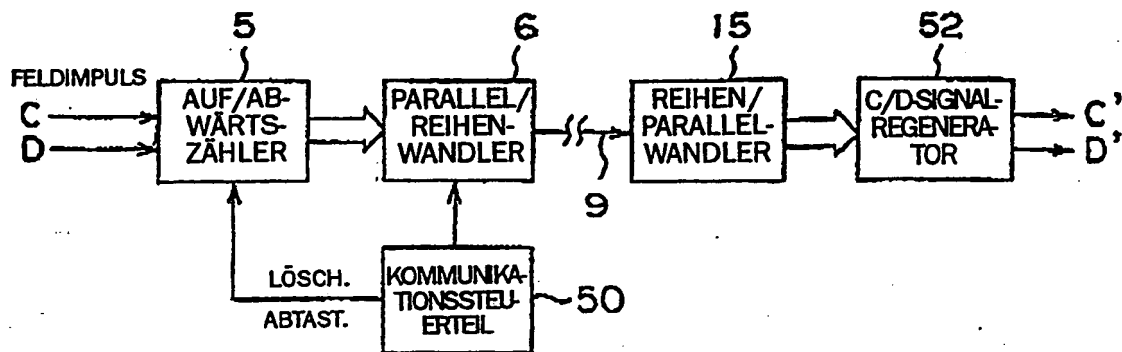 5
6
15
52
FELDIMPULS
C
D
AUF/AB-
WÄRTS-
ZÄHLER
PARALLEL/
REIHEN-
WANDLER
9
REIHEN/
PARALLEL-
WANDLER
C/D-SIGNAL-
REGENERA-
TOR
C'
D'
LÖSCH.
ABTAST.
KOMMUNIKA-
TIONSSTEU-
ERTEIL
50